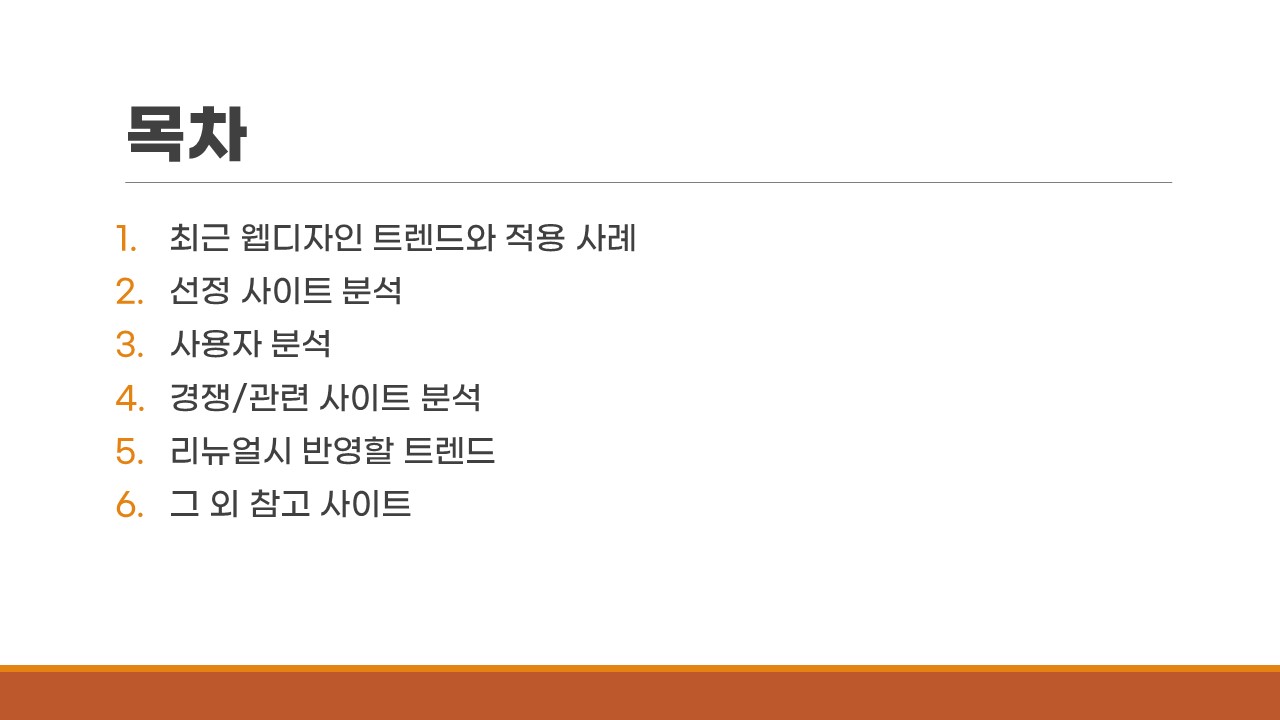 목차
1. 최근 웹디자인 트렌드와 적용 사례
2. 선정 사이트 분석
3. 사용자 분석
4. 경쟁/관련 사이트 분석
5. 리뉴얼시 반영할 트렌드
6. 그 외 참고 사이트